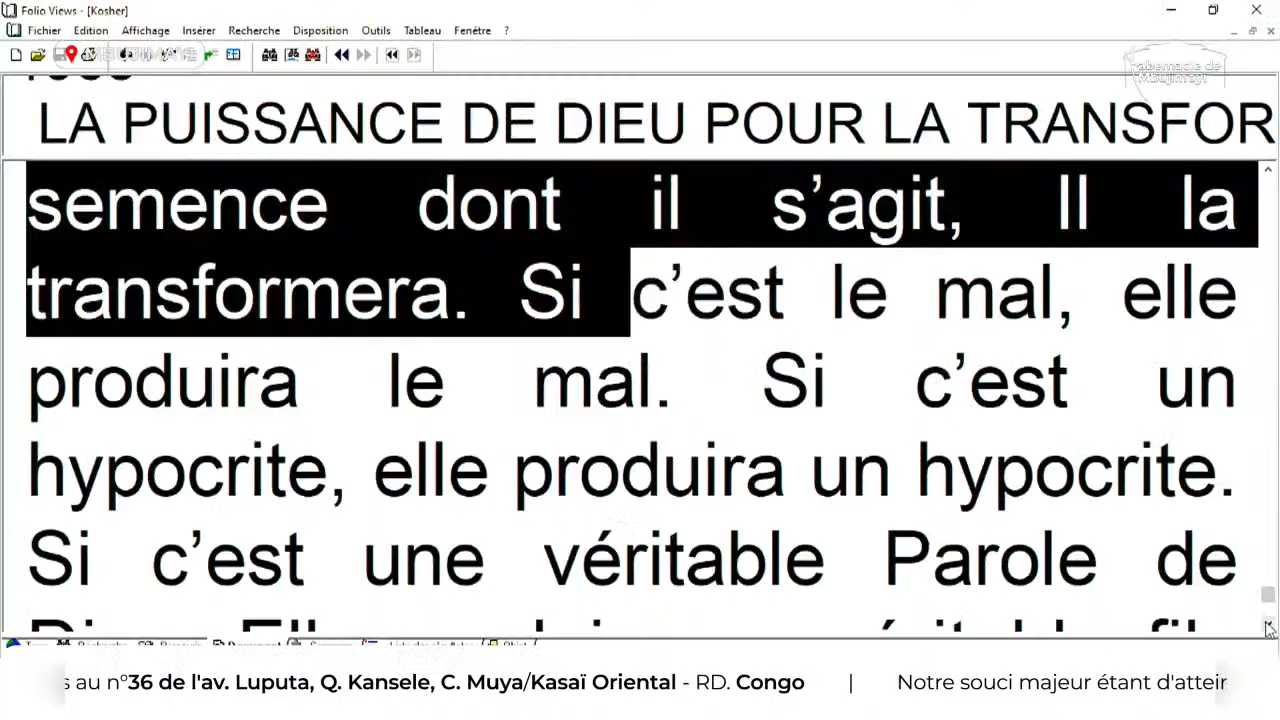 Folio Views - [Kosher]
Fichier Edition Affichage Insérer Recherche Disposition Outils Tableau Fenêtre ?
Tabernacle de
Moujimayi
LA PUISSANCE DE DIEU POUR LA TRANSFOR
semence dont il s’agit, Il la
transformera. Si c’est le mal, elle
produira le mal. Si c’est un
hypocrite, elle produira un hypocrite.
Si c’est une véritable Parole de
s au n°36 de l'av. Luputa, Q. Kansele, C. Muya/Kasaï Oriental - RD. Congo | Notre souci majeur étant d'atteir